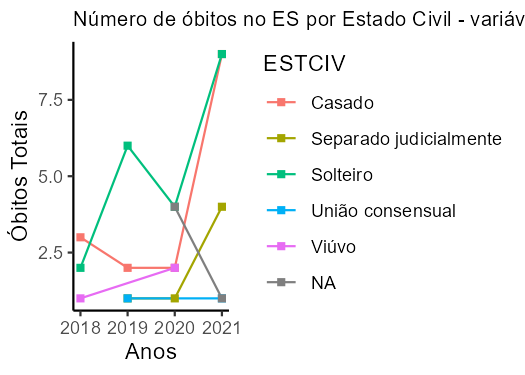 Número de óbitos no ES por Estado Civil - variáv
ESTCIV
Casado
Separado judicialmente
Solteiro
União consensual
Viúvo
NA
Óbitos Totais
7.5
5.0
2.5
2018 2019 2020 2021
Anos